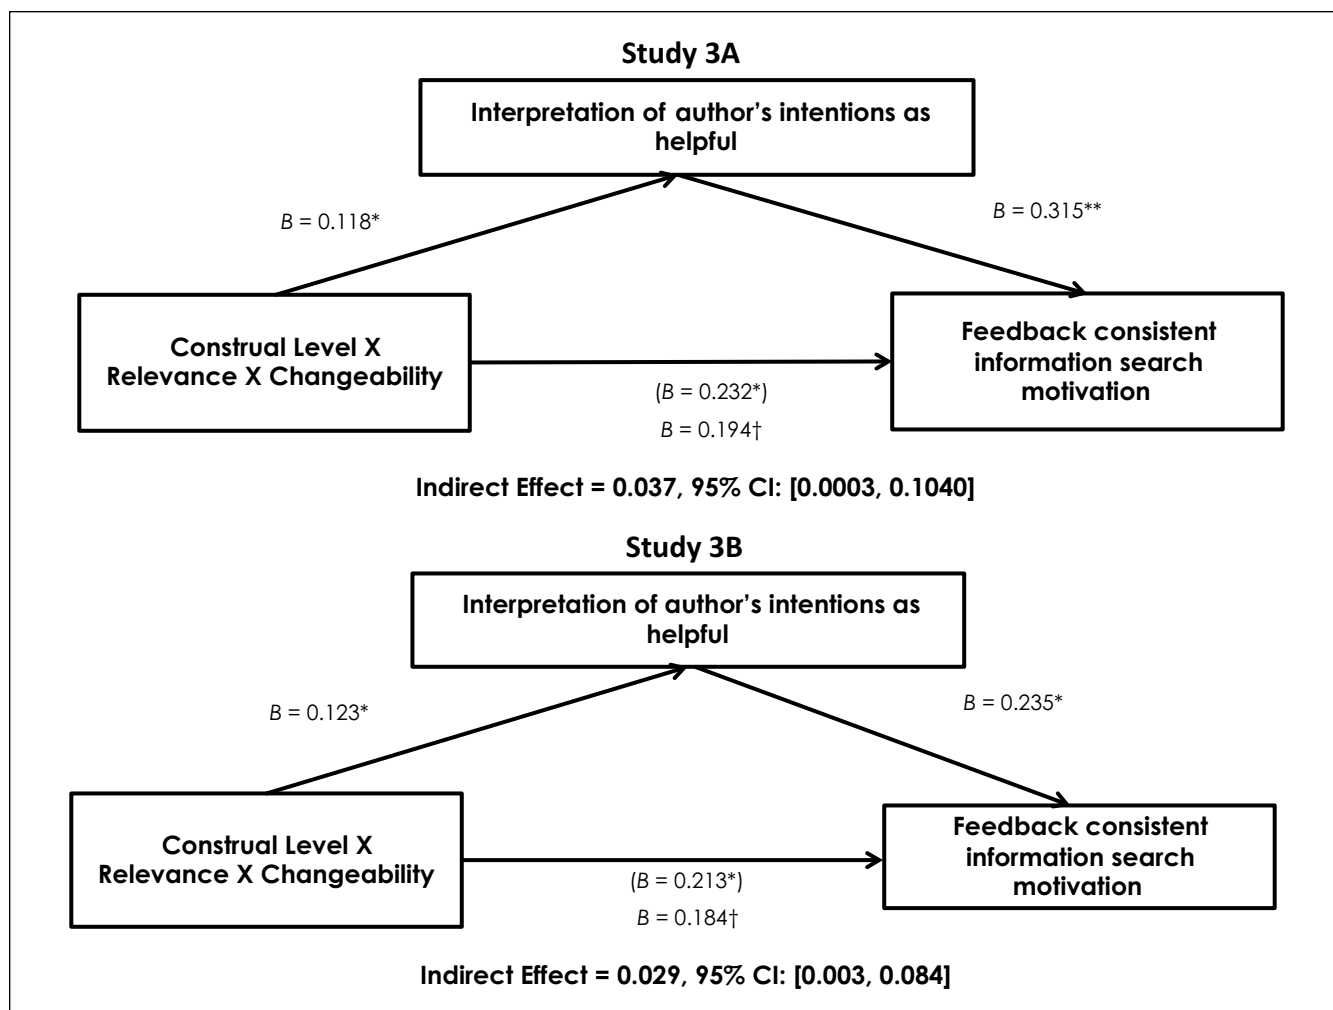 Study 3A
Interpretation of author’s intentions as
helpful
B = 0.118*
B = 0.315**
Construal Level X
Relevance X Changeability
Feedback consistent
information search
motivation
(B = 0.232*)
B = 0.194†
Indirect Effect = 0.037, 95% CI: [0.0003, 0.1040]
Study 3B
Interpretation of author’s intentions as
helpful
B = 0.123*
B = 0.235*
Construal Level X
Relevance X Changeability
Feedback consistent
information search
motivation
(B = 0.213*)
B = 0.184†
Indirect Effect = 0.029, 95% CI: [0.003, 0.084]